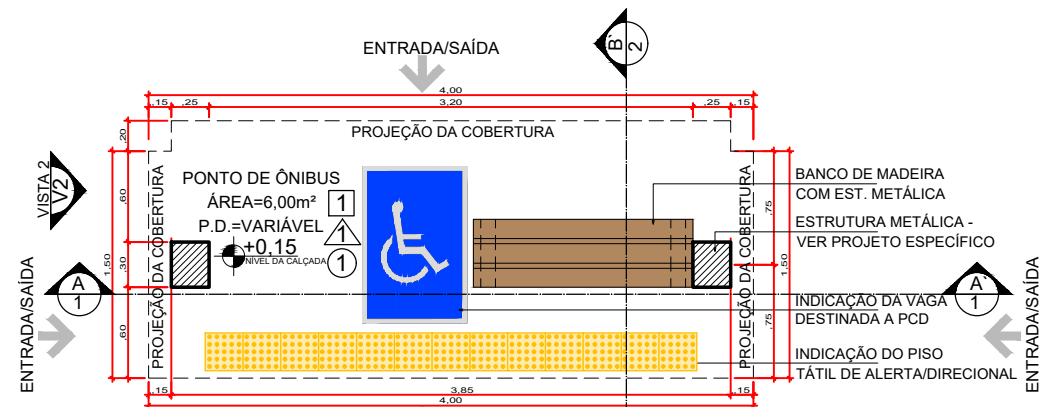 ENTRADA/SAÍDA
B`
2
4,00
,15
,25
3,20
,25
,15
,20
PROJEÇÃO DA COBERTURA
VISTA 2
V2
,60
PROJEÇÃO DA COBERTURA
PONTO DE ÔNIBUS
ÁREA=6,00m²
1
P.D.=VARIÁVEL
1
+0,15
NÍVEL DA CALÇADA
1
1,50
,30
,60
BANCO DE MADEIRA
COM EST. METÁLICA
ESTRUTURA METÁLICA -
VER PROJETO ESPECÍFICO
PROJEÇÃO DA COBERTURA
,75
1,50
,75
A
1
A`
1
ENTRADA/SAÍDA
ENTRADA/SAÍDA
INDICAÇÃO DA VAGA
DESTINADA A PCD
INDICAÇÃO DO PISO
TÁTIL DE ALERTA/DIRECIONAL
,15
3,85
,15
4,00